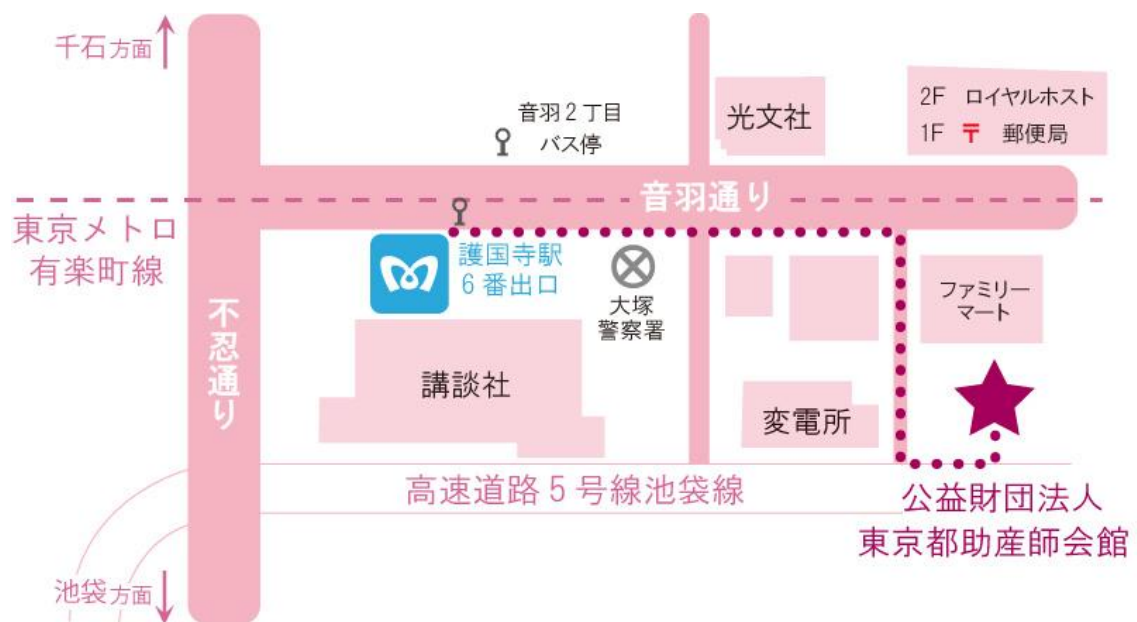 千石方面
音羽2丁目
バス停
光文社
2F ロイヤルホスト
1F 〒 郵便局
音羽通り
東京メトロ
有楽町線
護国寺駅
6番出口
大塚
警察署
ファミリー
マート
不忍通り
講談社
変電所
高速道路5号線池袋線
公益財団法人
東京都助産師会館
池袋方面